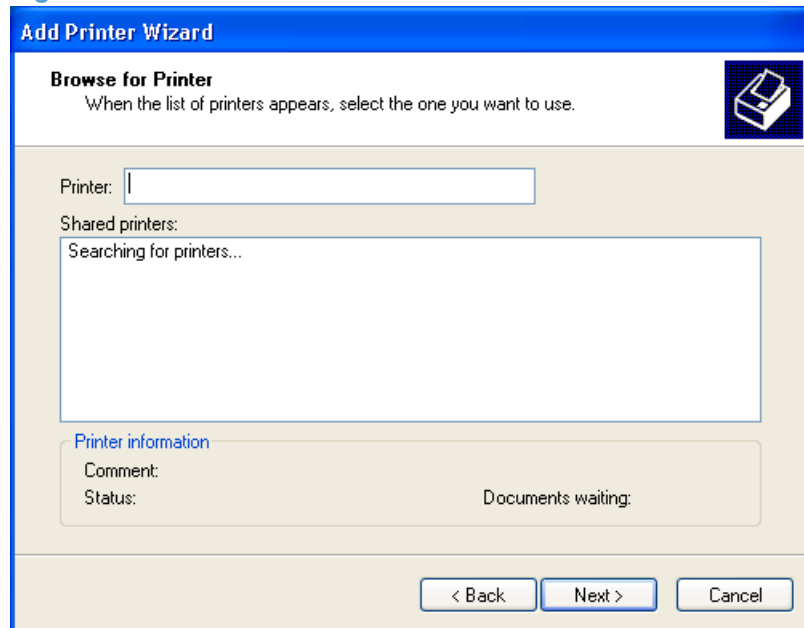 Add Printer Wizard
Browse for Printer
When the list of printers appears, select the one you want to use.
Printer:
Shared printers:
Searching for printers...
Printer information
Comment:
Status:
Documents waiting:
< Back
Next >
Cancel